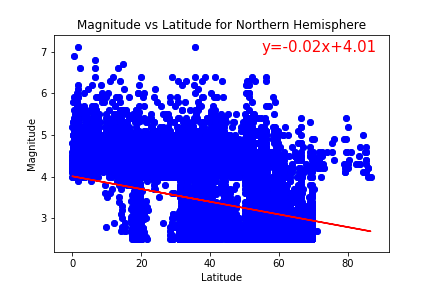 Magnitude vs Latitude for Northern Hemisphere
y=-0.02x+4.01
7
6
5
4
3
Magnitude
0
20
40
60
80
Latitude